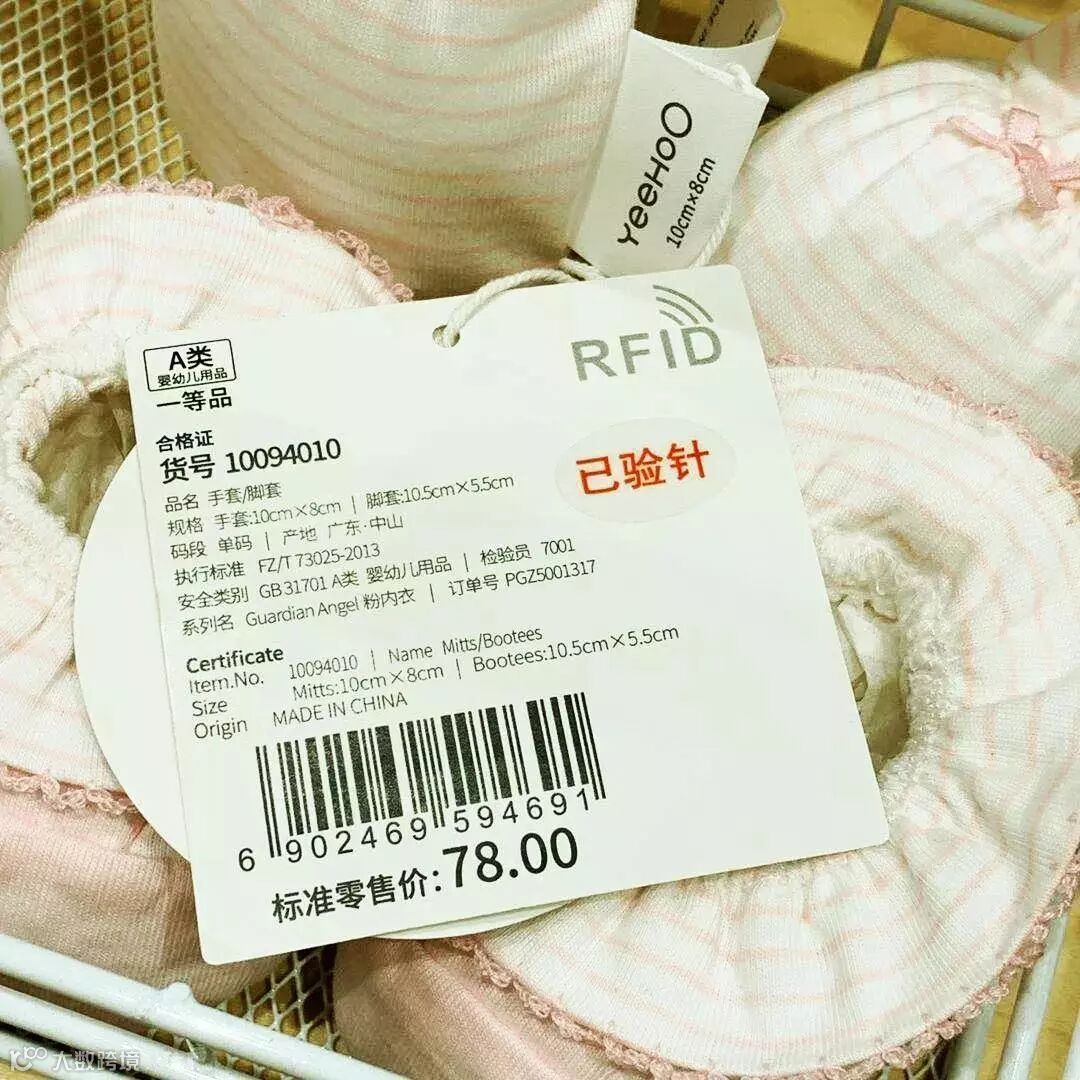 YeeHoO
10cm×8cm
RFID
A类
婴幼儿用品
一等品
已验针
合格证
货号 10094010
品名 手套/脚套
规格 手套:10cm×8cm | 脚套:10.5cm×5.5cm
码段 单码 | 产地 广东·中山
执行标准 FZ/T 73025-2013
安全类别 GB 31701 A类 婴幼儿用品 | 检验员 7001
系列名 Guardian Angel 粉内衣 | 订单号 PGZ5001317
Certificate
Item.No. 10094010 | Name Mitts/Bootees
Size Mitts:10cm×8cm | Bootees:10.5cm×5.5cm
Origin MADE IN CHINA
6 902469 594691
标准零售价:78.00
大数跨境